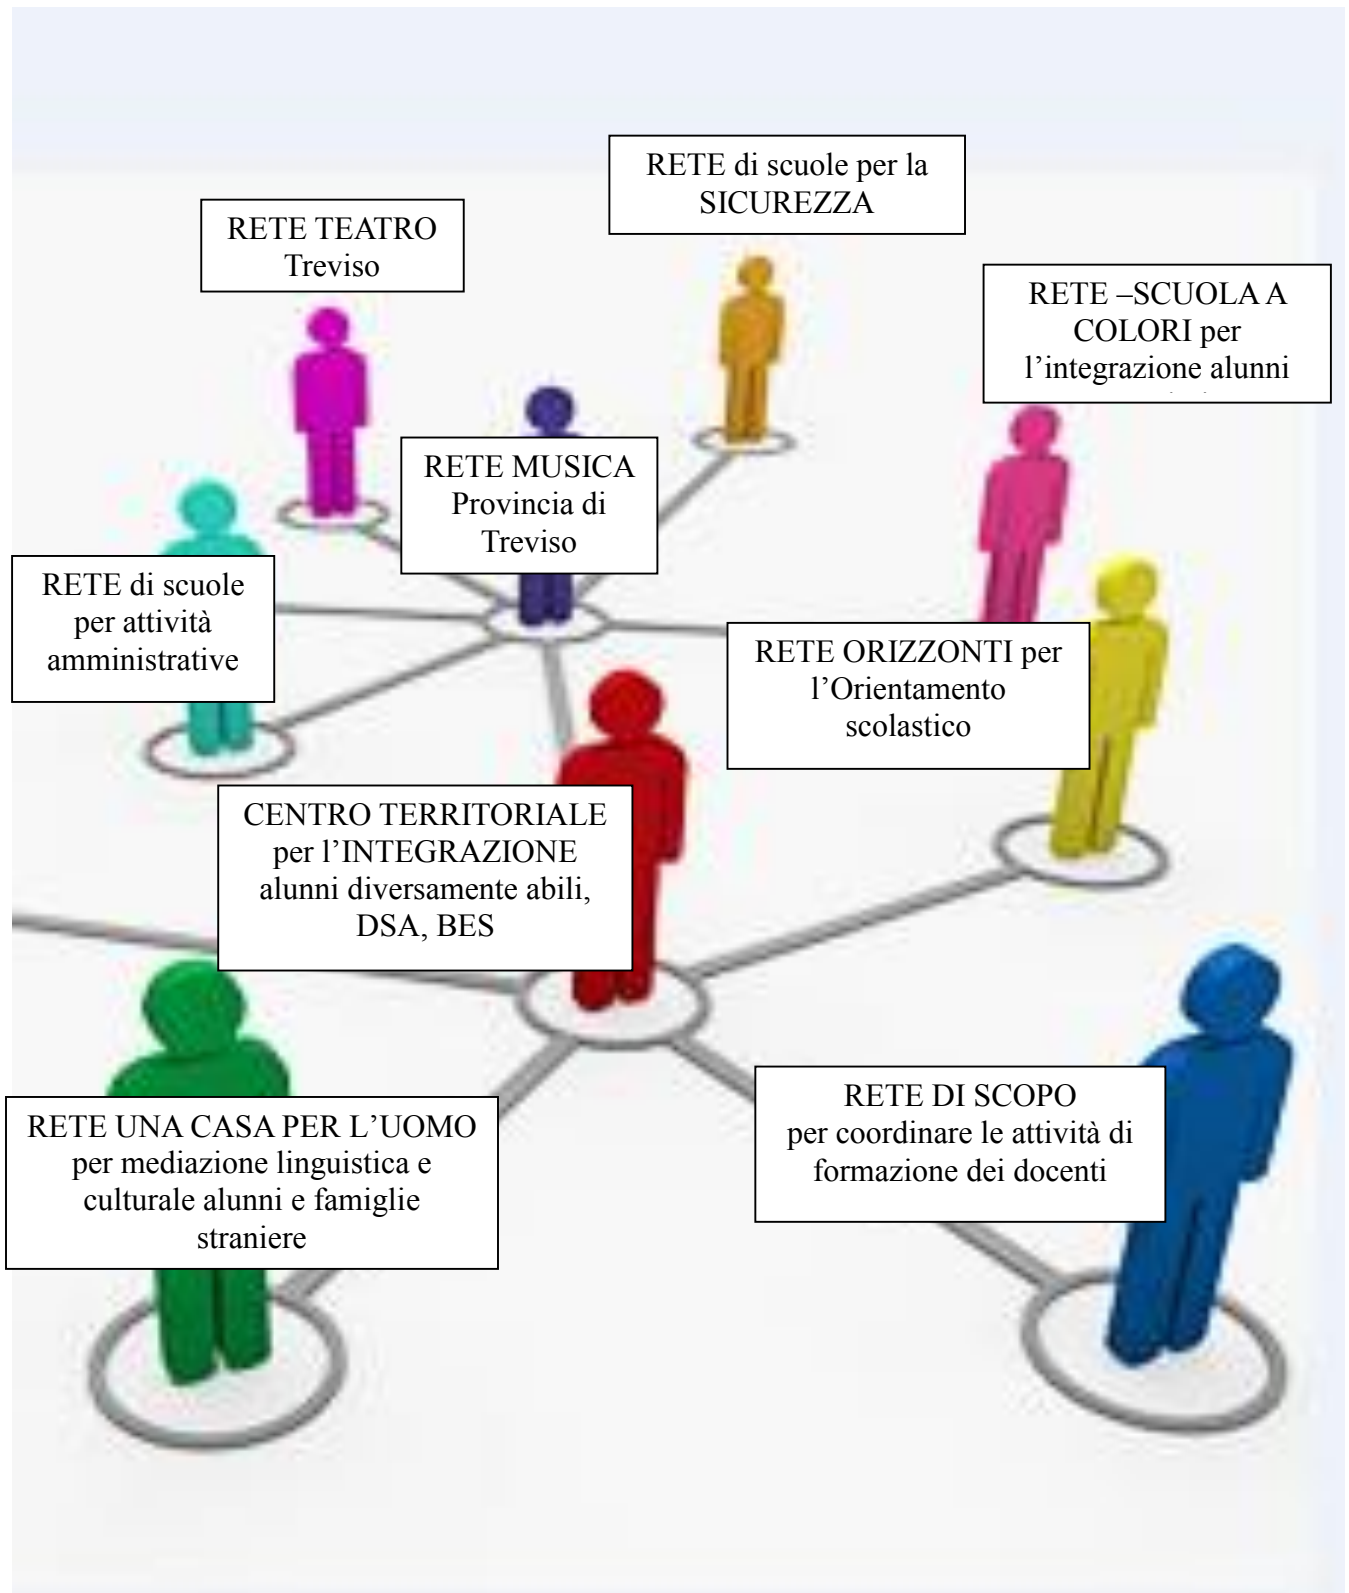 RETE di scuole per la
SICUREZZA
RETE TEATRO
Treviso
RETE –SCUOLA A
COLORI per
l’integrazione alunni
RETE MUSICA
Provincia di
Treviso
RETE di scuole
per attività
amministrative
RETE ORIZZONTI per
l’Orientamento
scolastico
CENTRO TERRITORIALE
per l’INTEGRAZIONE
alunni diversamente abili,
DSA, BES
RETE UNA CASA PER L’UOMO
per mediazione linguistica e
culturale alunni e famiglie
straniere
RETE DI SCOPO
per coordinare le attività di
formazione dei docenti